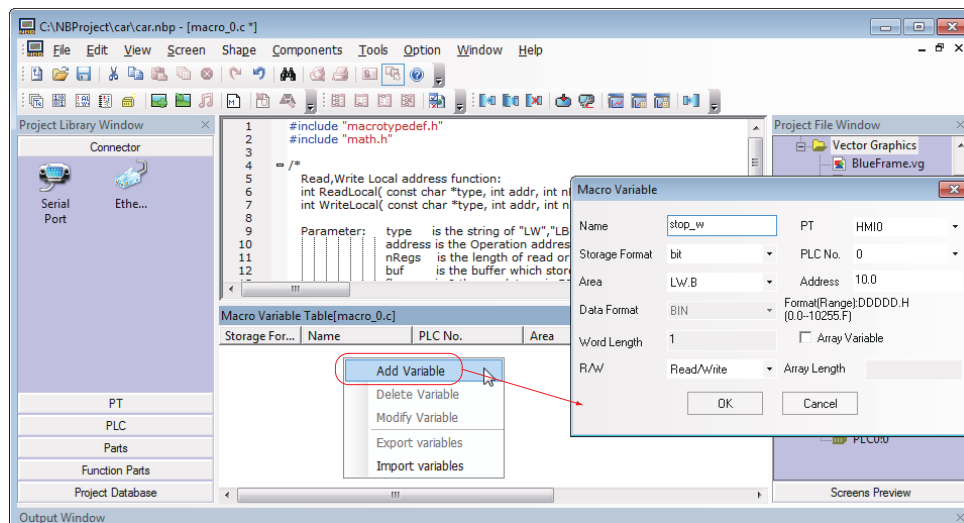 C:\NBProject\car\car.nbp - [macro_0.c *]
File Edit View Screen Shape Components Tools Option Window Help
Project Library Window
Connector
Serial Port
Ethe...
PT
PLC
Parts
Function Parts
Project Database
1 #include "macrotypedef.h"
2 #include "math.h"
3
4 /*
5 Read,Write Local address function:
6 int ReadLocal( const char *type, int addr, int n
7 int WriteLocal( const char *type, int addr, int n
8
9 Parameter: type is the string of "LW","LB
10 address is the Operation addres
11 nRegs is the length of read or
12 buf is the buffer which store
Macro Variable Table[macro_0.c]
Storage For... Name PLC No. Area
Add Variable
Delete Variable
Modify Variable
Export variables
Import variables
Project File Window
Vector Graphics
BlueFrame.vg
Macro Variable
Name stop_w PT HMI0
Storage Format bit PLC No. 0
Area LW.B Address 10.0
Data Format BIN Format(Range):DDDDD.H
(0.0--10255.F)
Word Length 1 Array Variable
R/W Read/Write Array Length
OK Cancel
PLC0:0
Screens Preview
Output Window